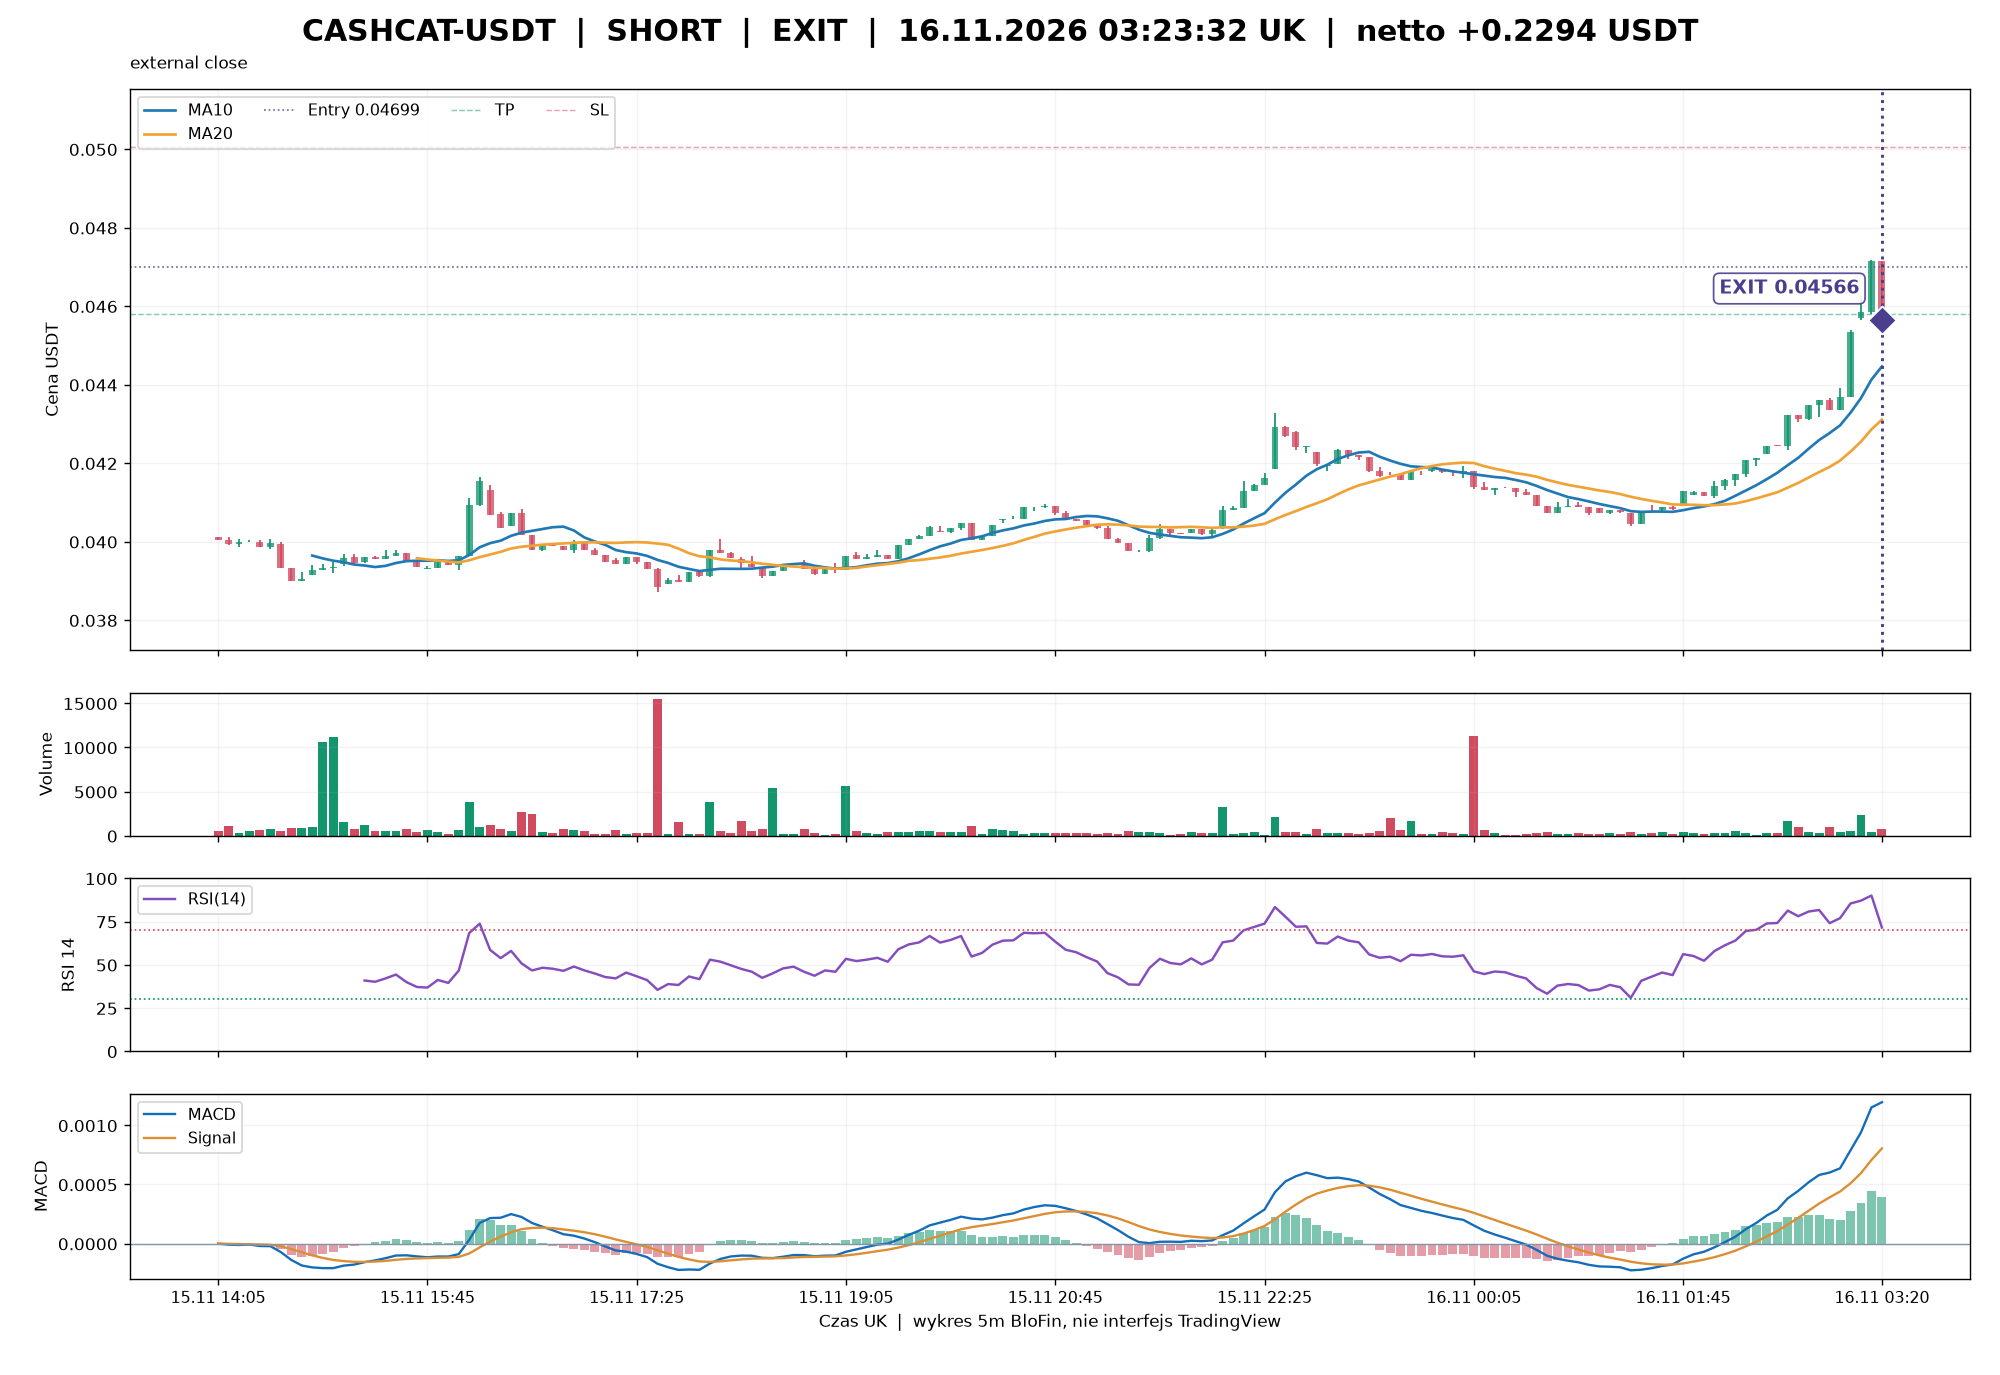 CASHCAT-USDT | SHORT | EXIT | 16.11.2026 03:23:32 UK | netto +0.2294 USDT
external close
MA10
MA20
Entry 0.04699
TP
SL
EXIT 0.04566
Cena USDT
0.050
0.048
0.046
0.044
0.042
0.040
0.038
Volume
15000
10000
5000
0
RSI(14)
RSI 14
100
75
50
25
0
MACD
Signal
MACD
0.0010
0.0005
0.0000
15.11 14:05
15.11 15:45
15.11 17:25
15.11 19:05
15.11 20:45
15.11 22:25
16.11 00:05
16.11 01:45
16.11 03:20
Czas UK | wykres 5m BloFin, nie interfejs TradingView